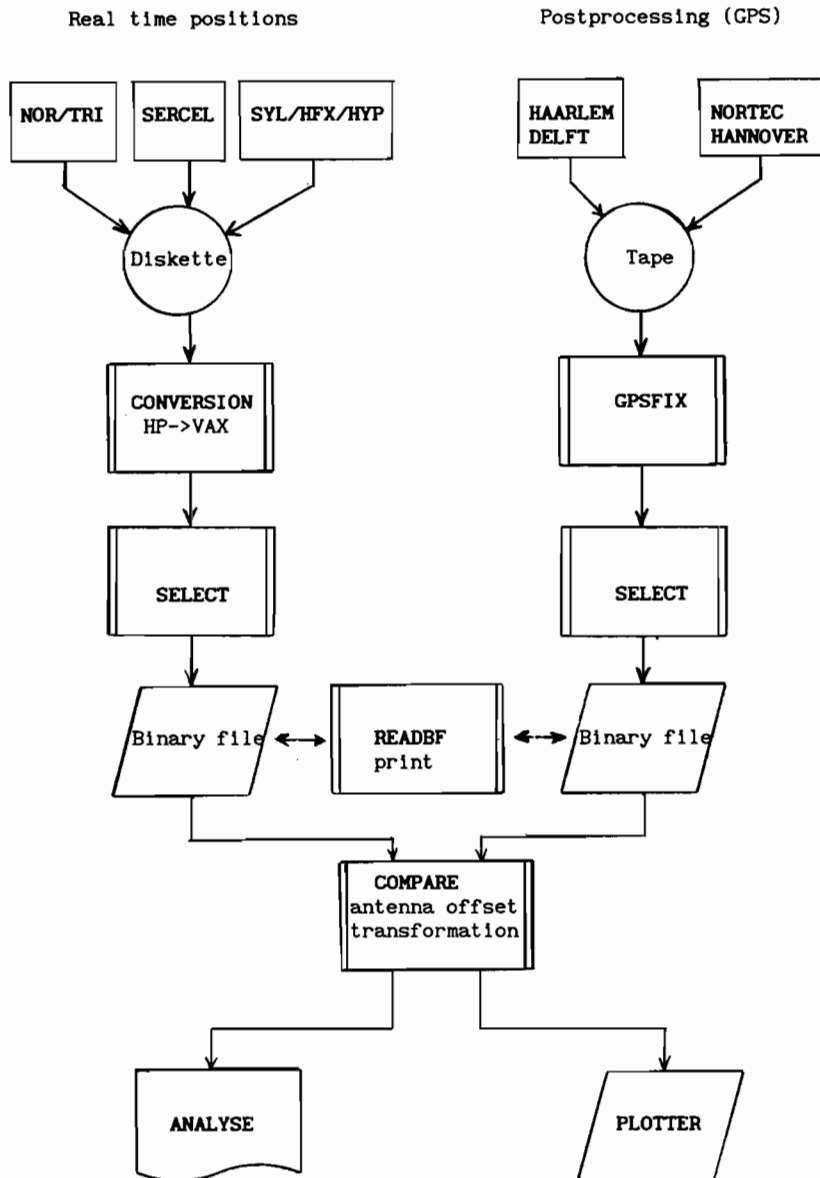 Real time positions
Postprocessing (GPS)
NOR/TRI
SERCEL
SYL/HFX/HYP
HAARLEM
DELFT
NORTEC
HANNOVER
Diskette
Tape
CONVERSION
HP->VAX
GPSFIX
SELECT
SELECT
Binary file
READBF
print
Binary file
COMPARE
antenna offset
transformation
ANALYSE
PLOTTER